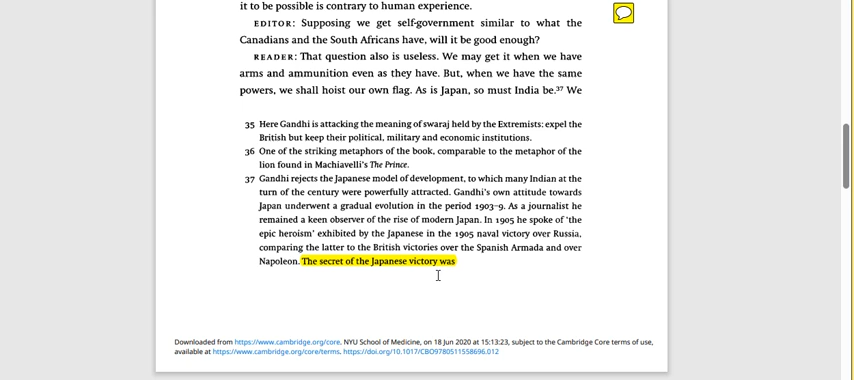 it to be possible is contrary to human experience.
EDITOR: Supposing we get self-government similar to what the
Canadians and the South Africans have, will it be good enough?
READER: That question also is useless. We may get it when we have
arms and ammunition even as they have. But, when we have the same
powers, we shall hoist our own flag. As is Japan, so must India be.37 We
35 Here Gandhi is attacking the meaning of swaraj held by the Extremists: expel the
British but keep their political, military and economic institutions.
36 One of the striking metaphors of the book, comparable to the metaphor of the
lion found in Machiavelli's The Prince.
37 Gandhi rejects the Japanese model of development, to which many Indian at the
turn of the century were powerfully attracted. Gandhi's own attitude towards
Japan underwent a gradual evolution in the period 1903–9. As a journalist he
remained a keen observer of the rise of modern Japan. In 1905 he spoke of 'the
epic heroism' exhibited by the Japanese in the 1905 naval victory over Russia,
comparing the latter to the British victories over the Spanish Armada and over
Napoleon. The secret of the Japanese victory was
Downloaded from https://www.cambridge.org/core. NYU School of Medicine, on 18 Jun 2020 at 15:13:23, subject to the Cambridge Core terms of use,
available at https://www.cambridge.org/core/terms. https://doi.org/10.1017/CBO9780511558696.012